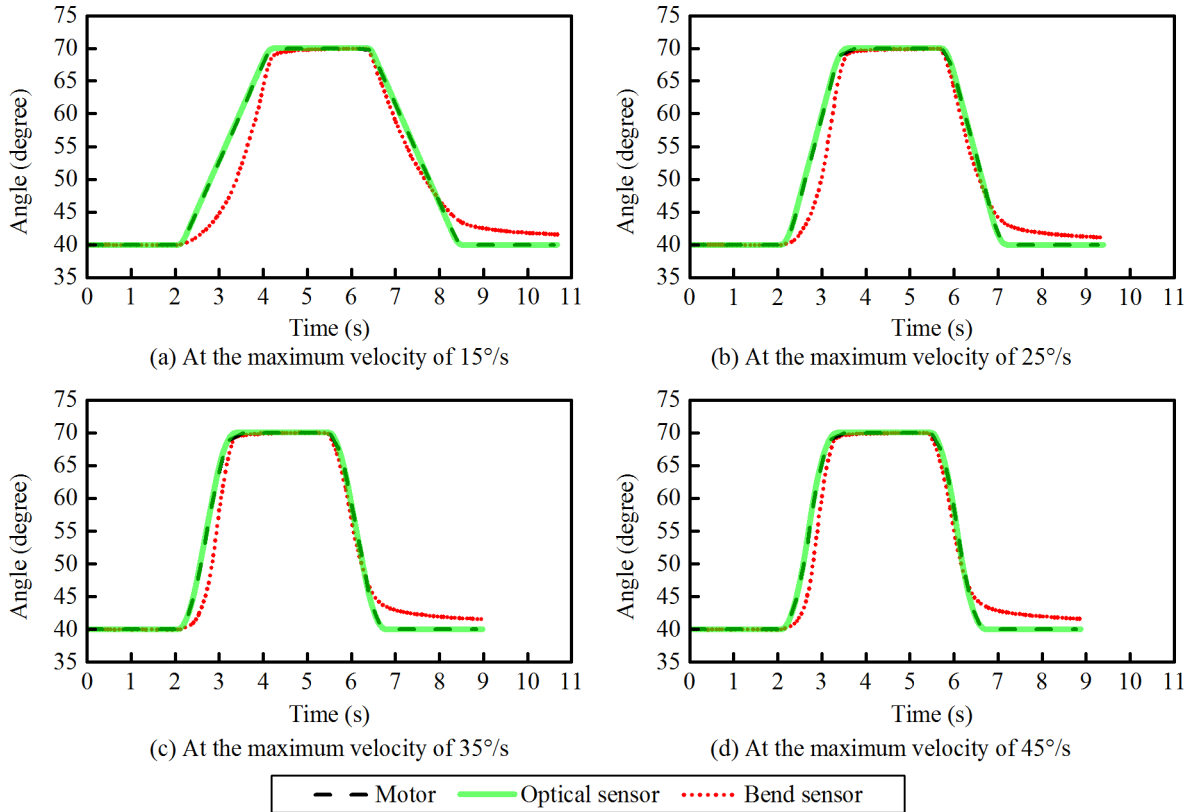 75
70
65
60
55
50
45
40
35
Angle (degree)
0 1 2 3 4 5 6 7 8 9 10 11
Time (s)
(a) At the maximum velocity of 15°/s
75
70
65
60
55
50
45
40
35
Angle (degree)
0 1 2 3 4 5 6 7 8 9 10 11
Time (s)
(b) At the maximum velocity of 25°/s
75
70
65
60
55
50
45
40
35
Angle (degree)
0 1 2 3 4 5 6 7 8 9 10 11
Time (s)
(c) At the maximum velocity of 35°/s
75
70
65
60
55
50
45
40
35
Angle (degree)
0 1 2 3 4 5 6 7 8 9 10 11
Time (s)
(d) At the maximum velocity of 45°/s
Motor Optical sensor Bend sensor